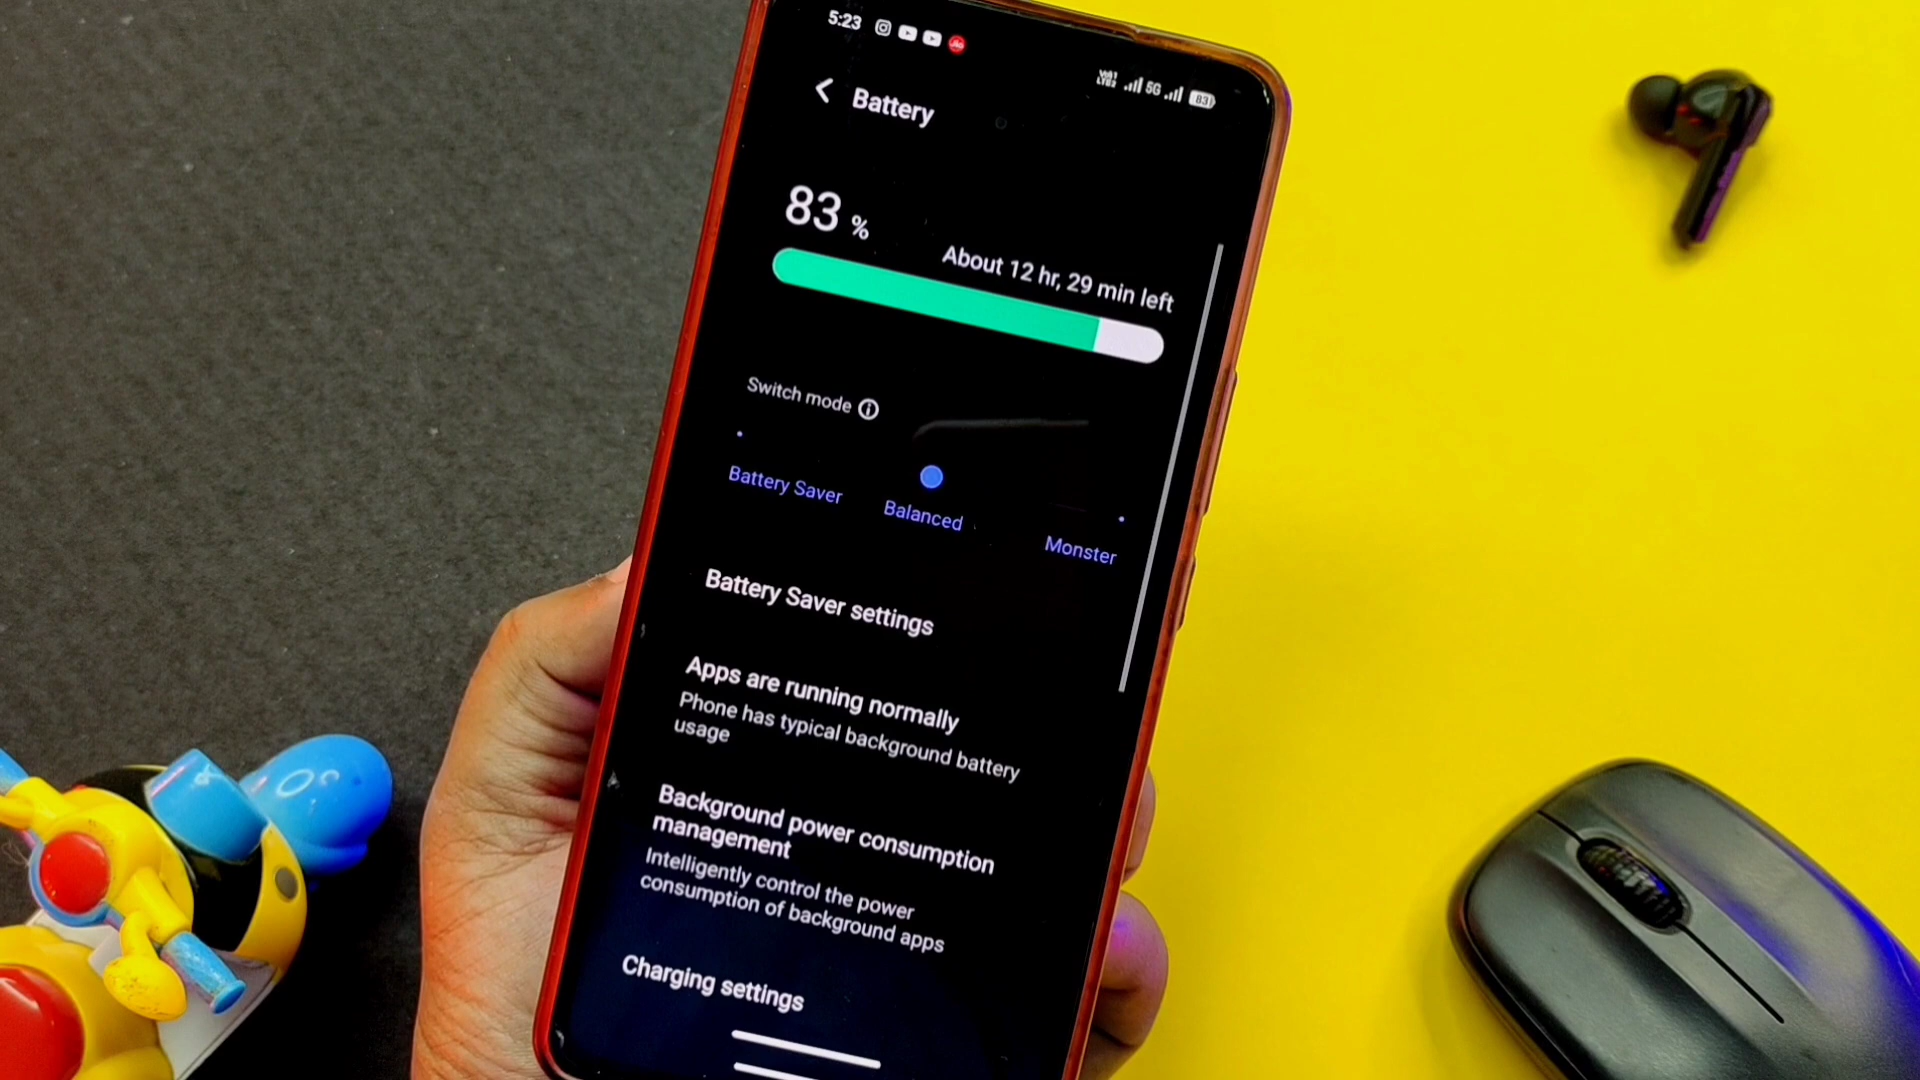 5:23
5G 83
Battery
83 %
About 12 hr, 29 min left
Switch mode
Battery Saver
Balanced
Monster
Battery Saver settings
Apps are running normally
Phone has typical background battery
usage
Background power consumption
management
Intelligently control the power
consumption of background apps
Charging settings